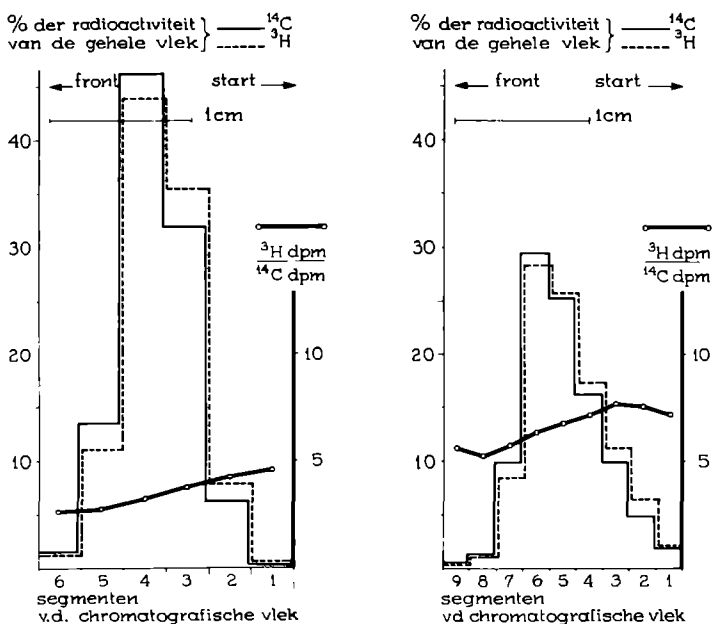 % der radioactiviteit
van de gehele vlek } — ¹⁴C
³H
← front start →
1cm
40
30
20
10
³H dpm
¹⁴C dpm
10
5
6 5 4 3 2 1
segmenten
v.d. chromatografische vlek
% der radioactiviteit
van de gehele vlek } — ¹⁴C
³H
← front start →
1cm
40
30
20
10
³H dpm
¹⁴C dpm
10
5
9 8 7 6 5 4 3 2 1
segmenten
vd chromatografische vlek